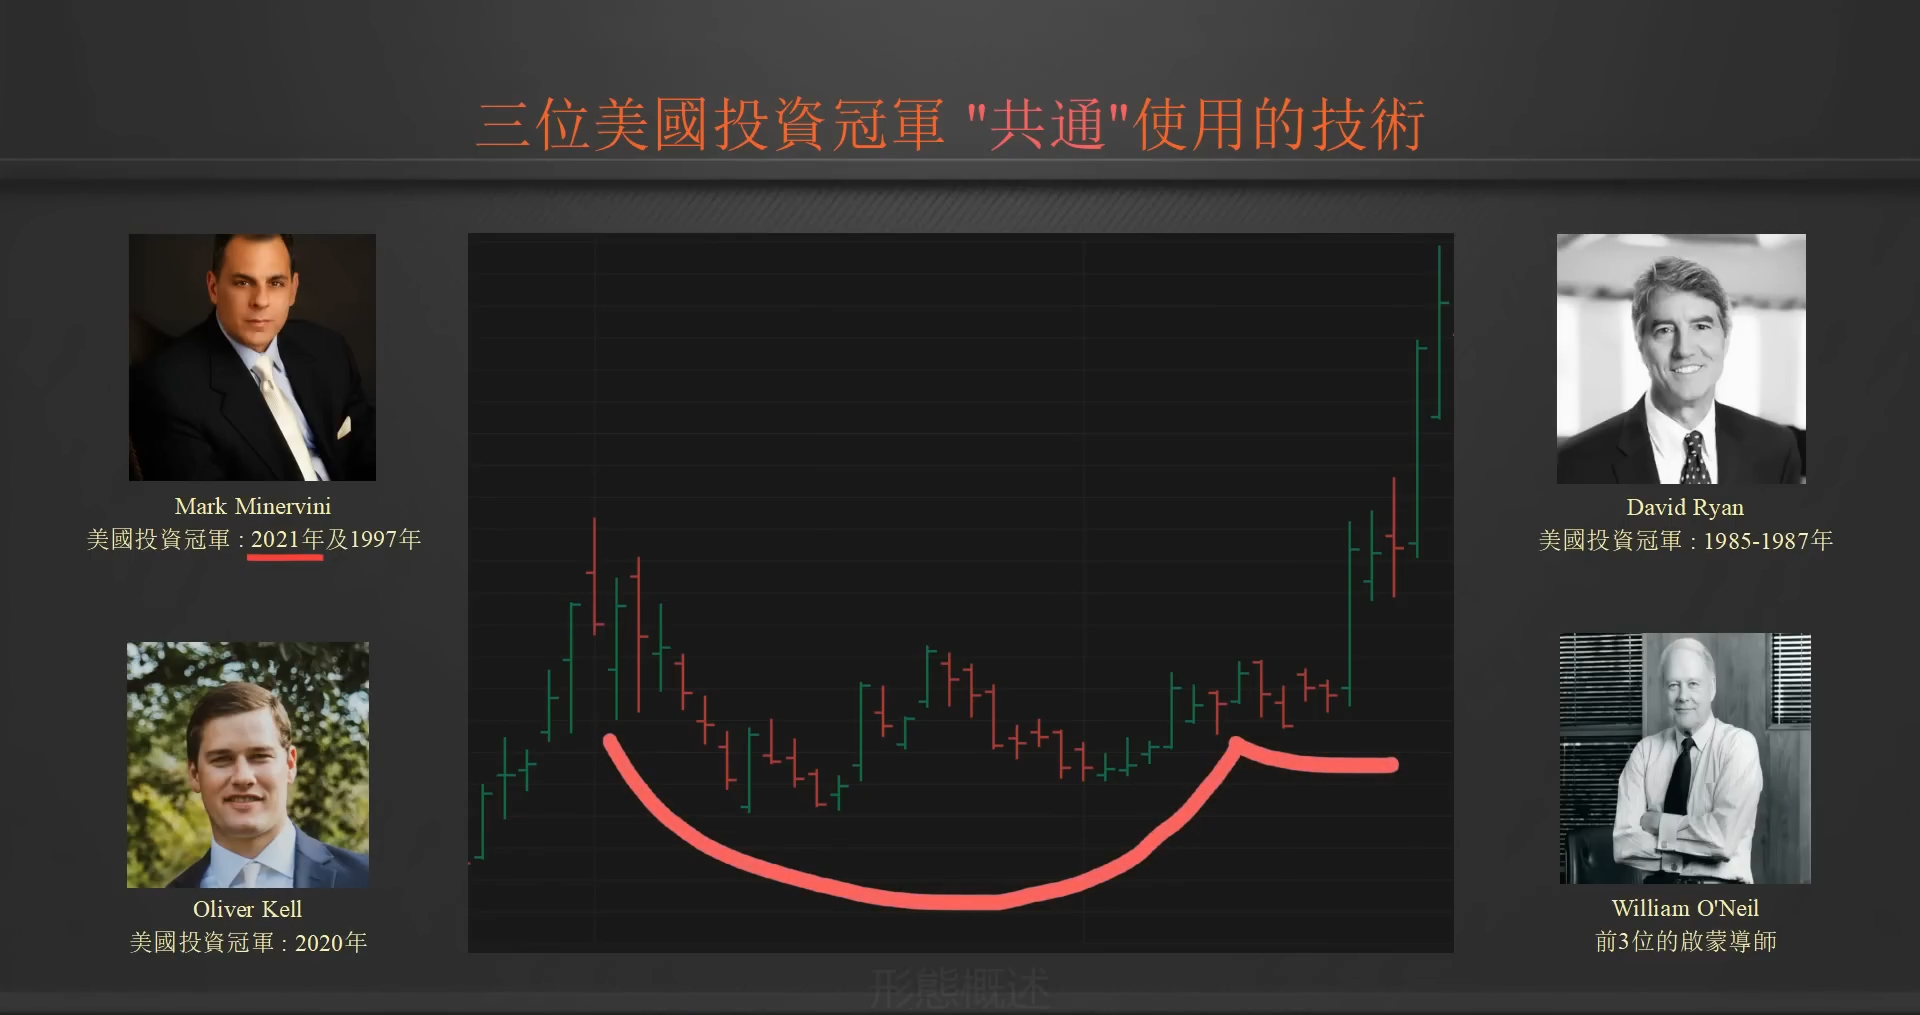 三位美國投資冠軍 "共通"使用的技術
Mark Minervini
美國投資冠軍 : 2021年及1997年
David Ryan
美國投資冠軍 : 1985-1987年
Oliver Kell
美國投資冠軍 : 2020年
William O'Neil
前3位的啟蒙導師
形態概述